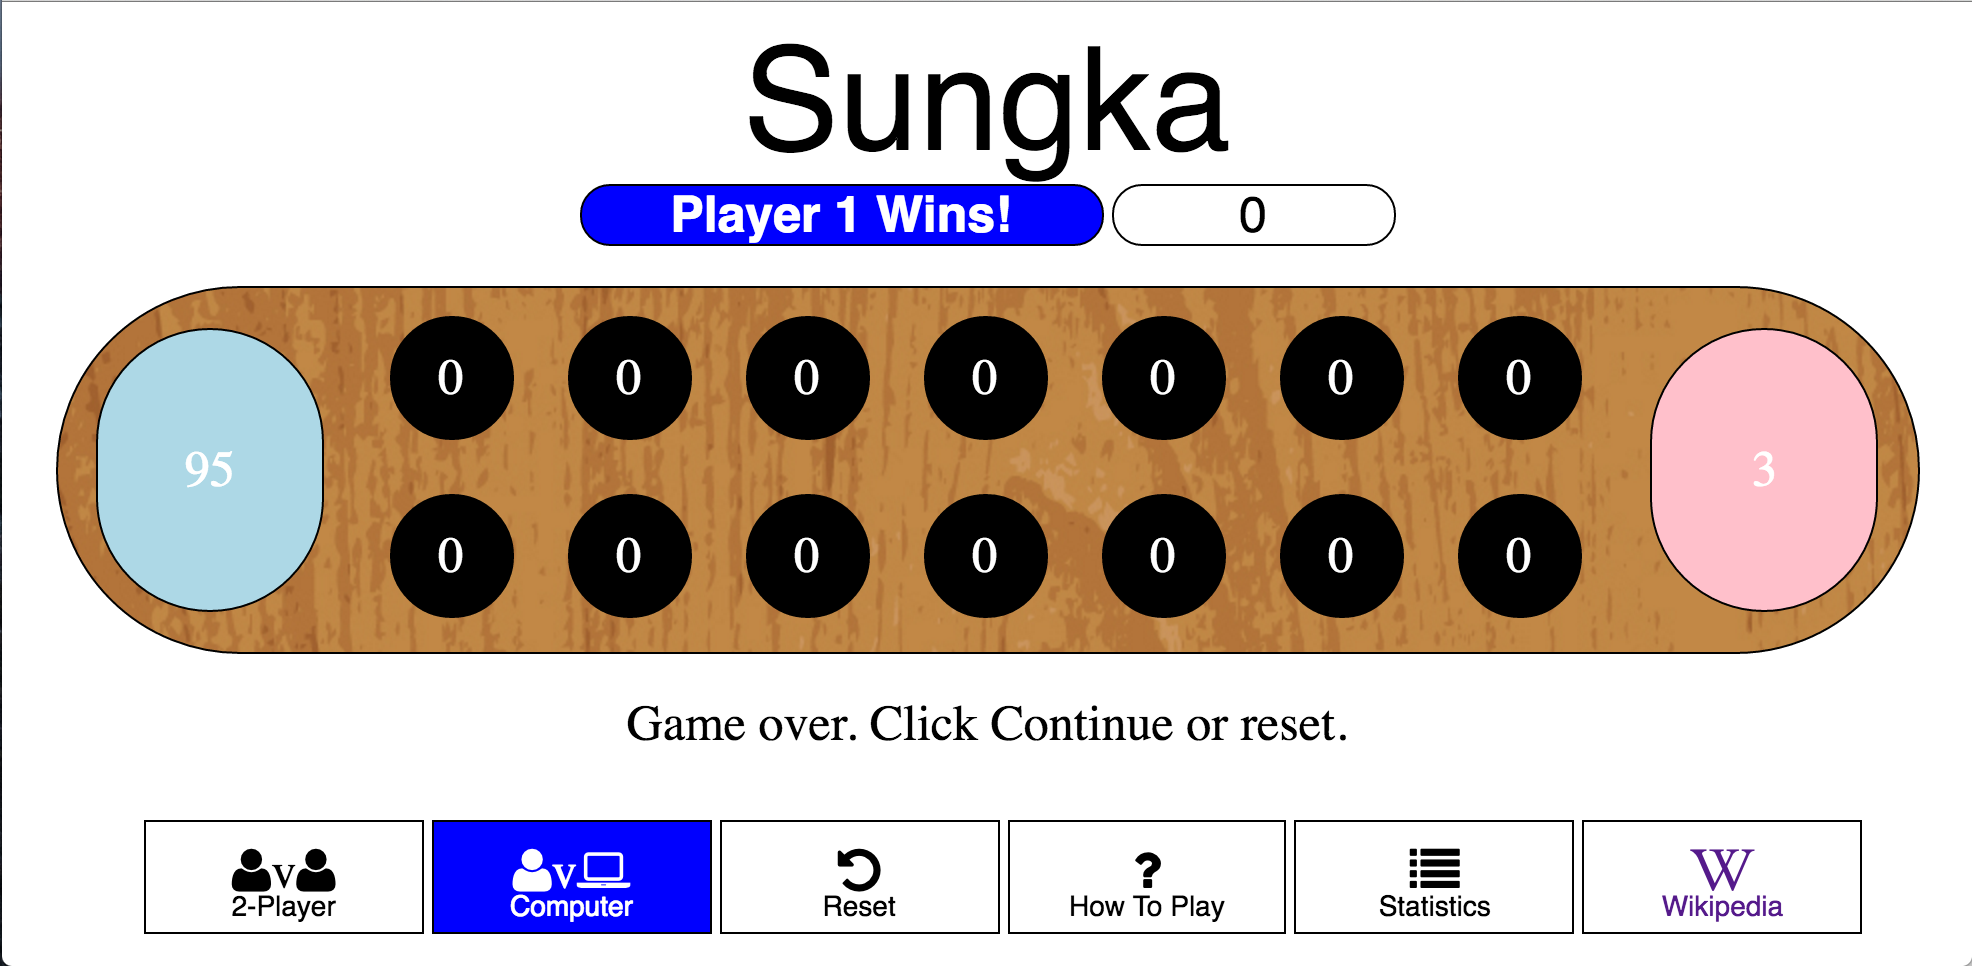 Sungka
Player 1 Wins! 0
0 0 0 0 0 0 0
95 3
0 0 0 0 0 0 0
Game over. Click Continue or reset.
v v W
2-Player Computer Reset ? How To Play Statistics Wikipedia